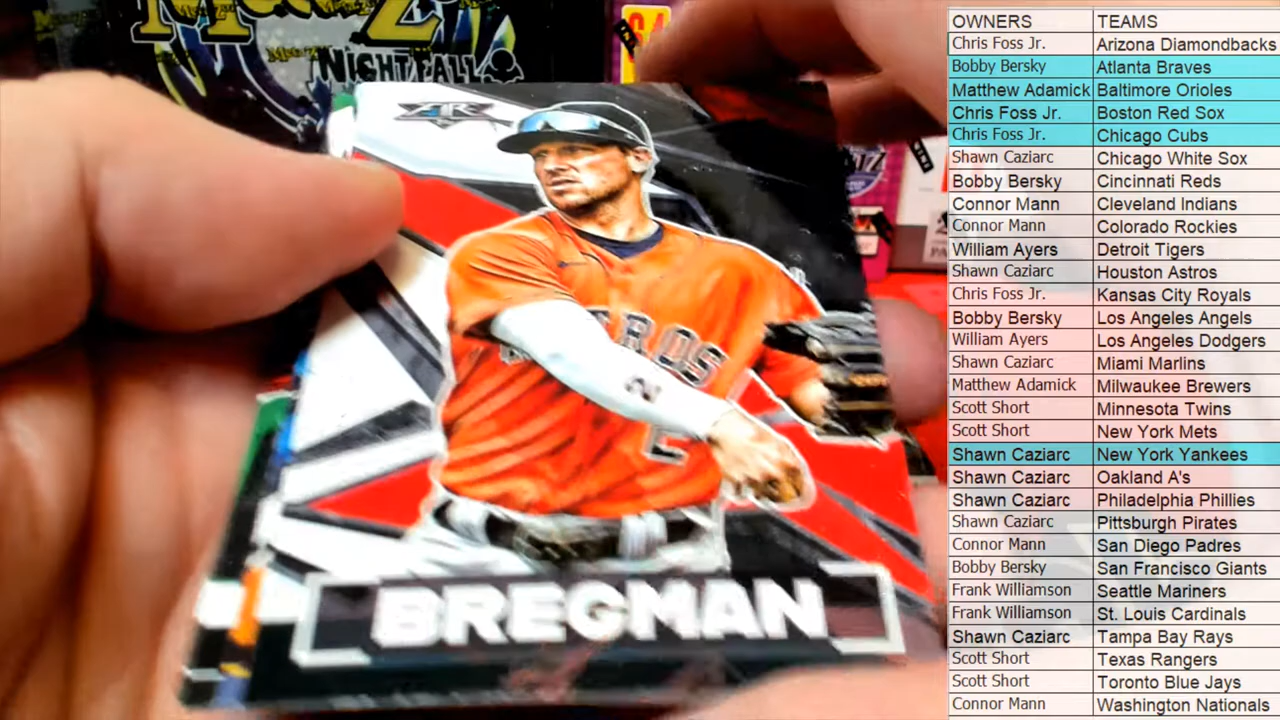 NIGHTFALL
FIRE
ROS
2
BREGMAN
OWNERS TEAMS
Chris Foss Jr. Arizona Diamondbacks
Bobby Bersky Atlanta Braves
Matthew Adamick Baltimore Orioles
Chris Foss Jr. Boston Red Sox
Chris Foss Jr. Chicago Cubs
Shawn Caziarc Chicago White Sox
Bobby Bersky Cincinnati Reds
Connor Mann Cleveland Indians
Connor Mann Colorado Rockies
William Ayers Detroit Tigers
Shawn Caziarc Houston Astros
Chris Foss Jr. Kansas City Royals
Bobby Bersky Los Angeles Angels
William Ayers Los Angeles Dodgers
Shawn Caziarc Miami Marlins
Matthew Adamick Milwaukee Brewers
Scott Short Minnesota Twins
Scott Short New York Mets
Shawn Caziarc New York Yankees
Shawn Caziarc Oakland A's
Shawn Caziarc Philadelphia Phillies
Shawn Caziarc Pittsburgh Pirates
Connor Mann San Diego Padres
Bobby Bersky San Francisco Giants
Frank Williamson Seattle Mariners
Frank Williamson St. Louis Cardinals
Shawn Caziarc Tampa Bay Rays
Scott Short Texas Rangers
Scott Short Toronto Blue Jays
Connor Mann Washington Nationals